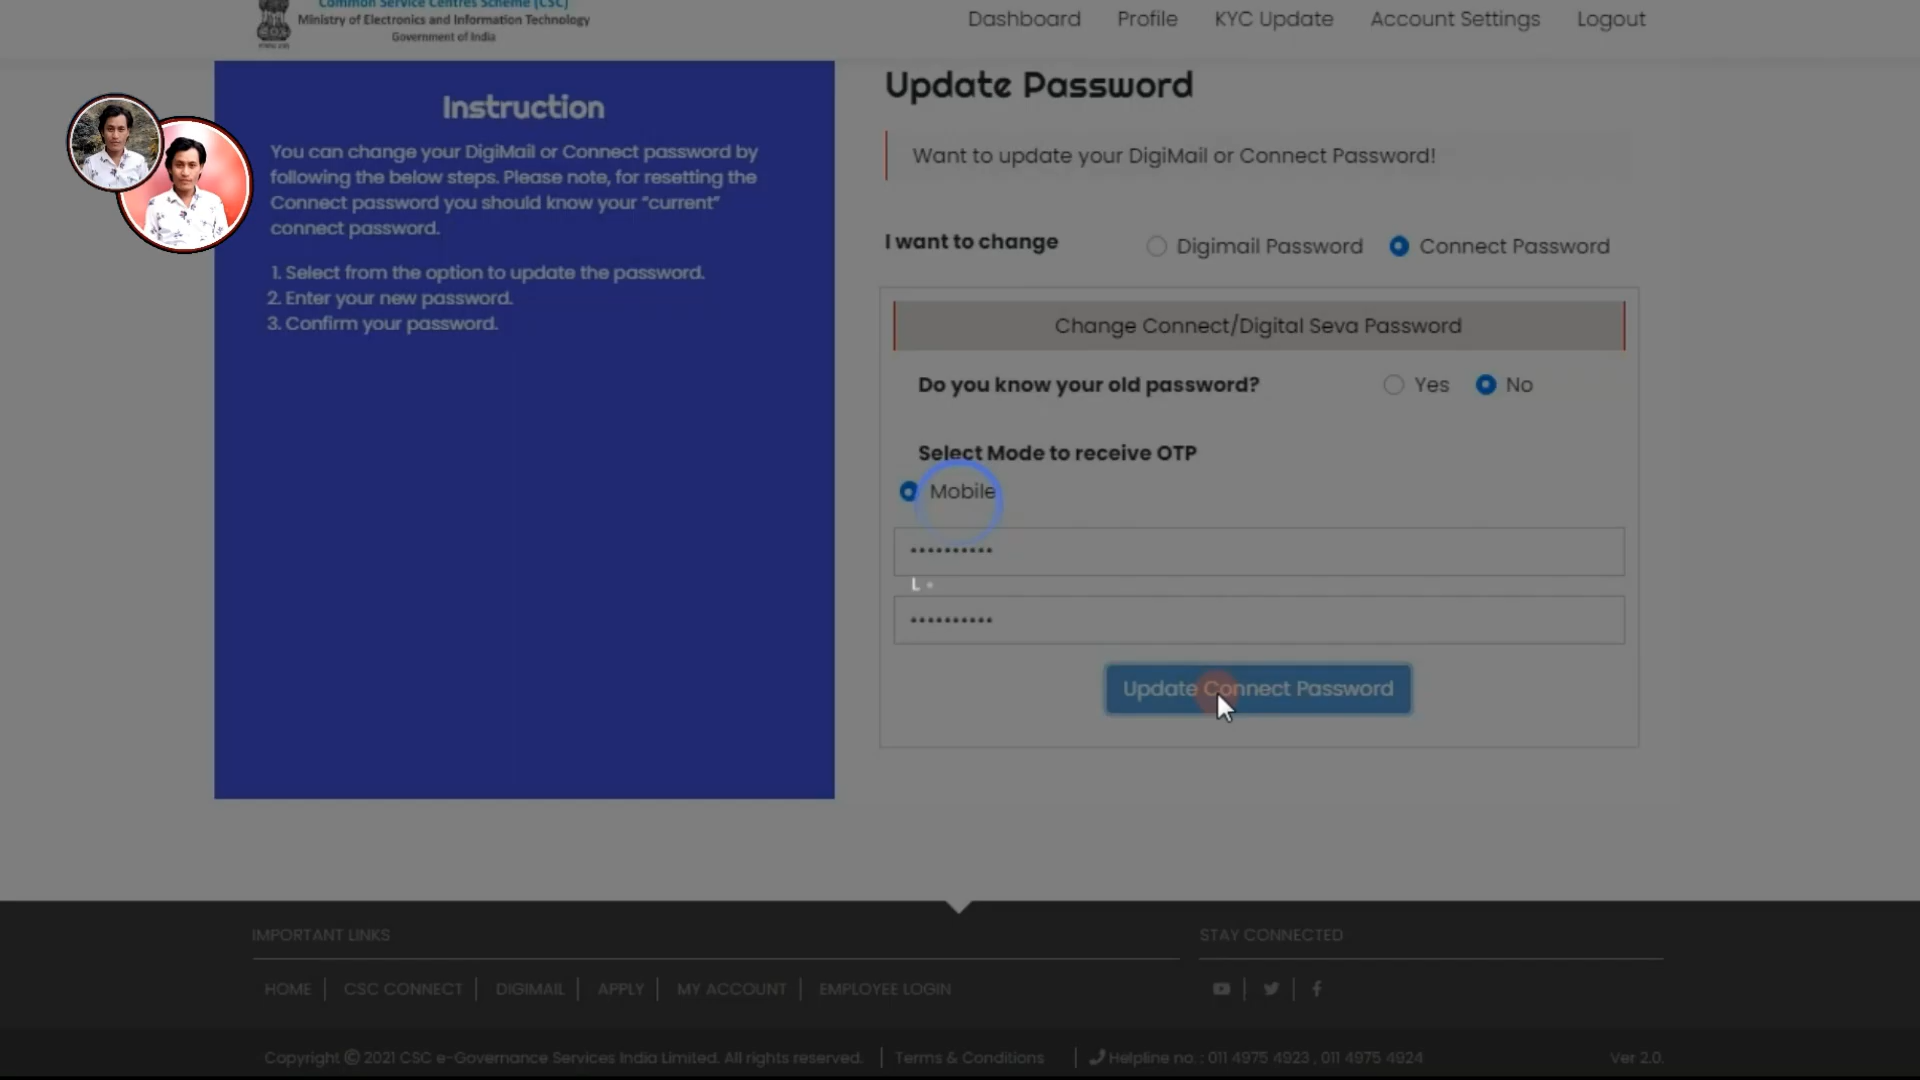 Common Service Centres Scheme (CSC)
Ministry of Electronics and Information Technology
Government of India
Dashboard
Profile
KYC Update
Account Settings
Logout
Instruction
You can change your DigiMail or Connect password by
following the below steps. Please note, for resetting the
Connect password you should know your “current”
connect password.
1. Select from the option to update the password.
2. Enter your new password.
3. Confirm your password.
Update Password
Want to update your DigiMail or Connect Password!
I want to change
Digimail Password
Connect Password
Change Connect/Digital Seva Password
Do you know your old password?
Yes
No
Select Mode to receive OTP
Mobile
••••••••••
L
••••••••••
Update Connect Password
IMPORTANT LINKS
HOME | CSC CONNECT | DIGIMAIL | APPLY | MY ACCOUNT | EMPLOYEE LOGIN
STAY CONNECTED
Copyright © 2021 CSC e-Governance Services India Limited. All rights reserved. | Terms & Conditions | Helpline no. : 011 4975 4923 , 011 4975 4924
Ver 2.0.